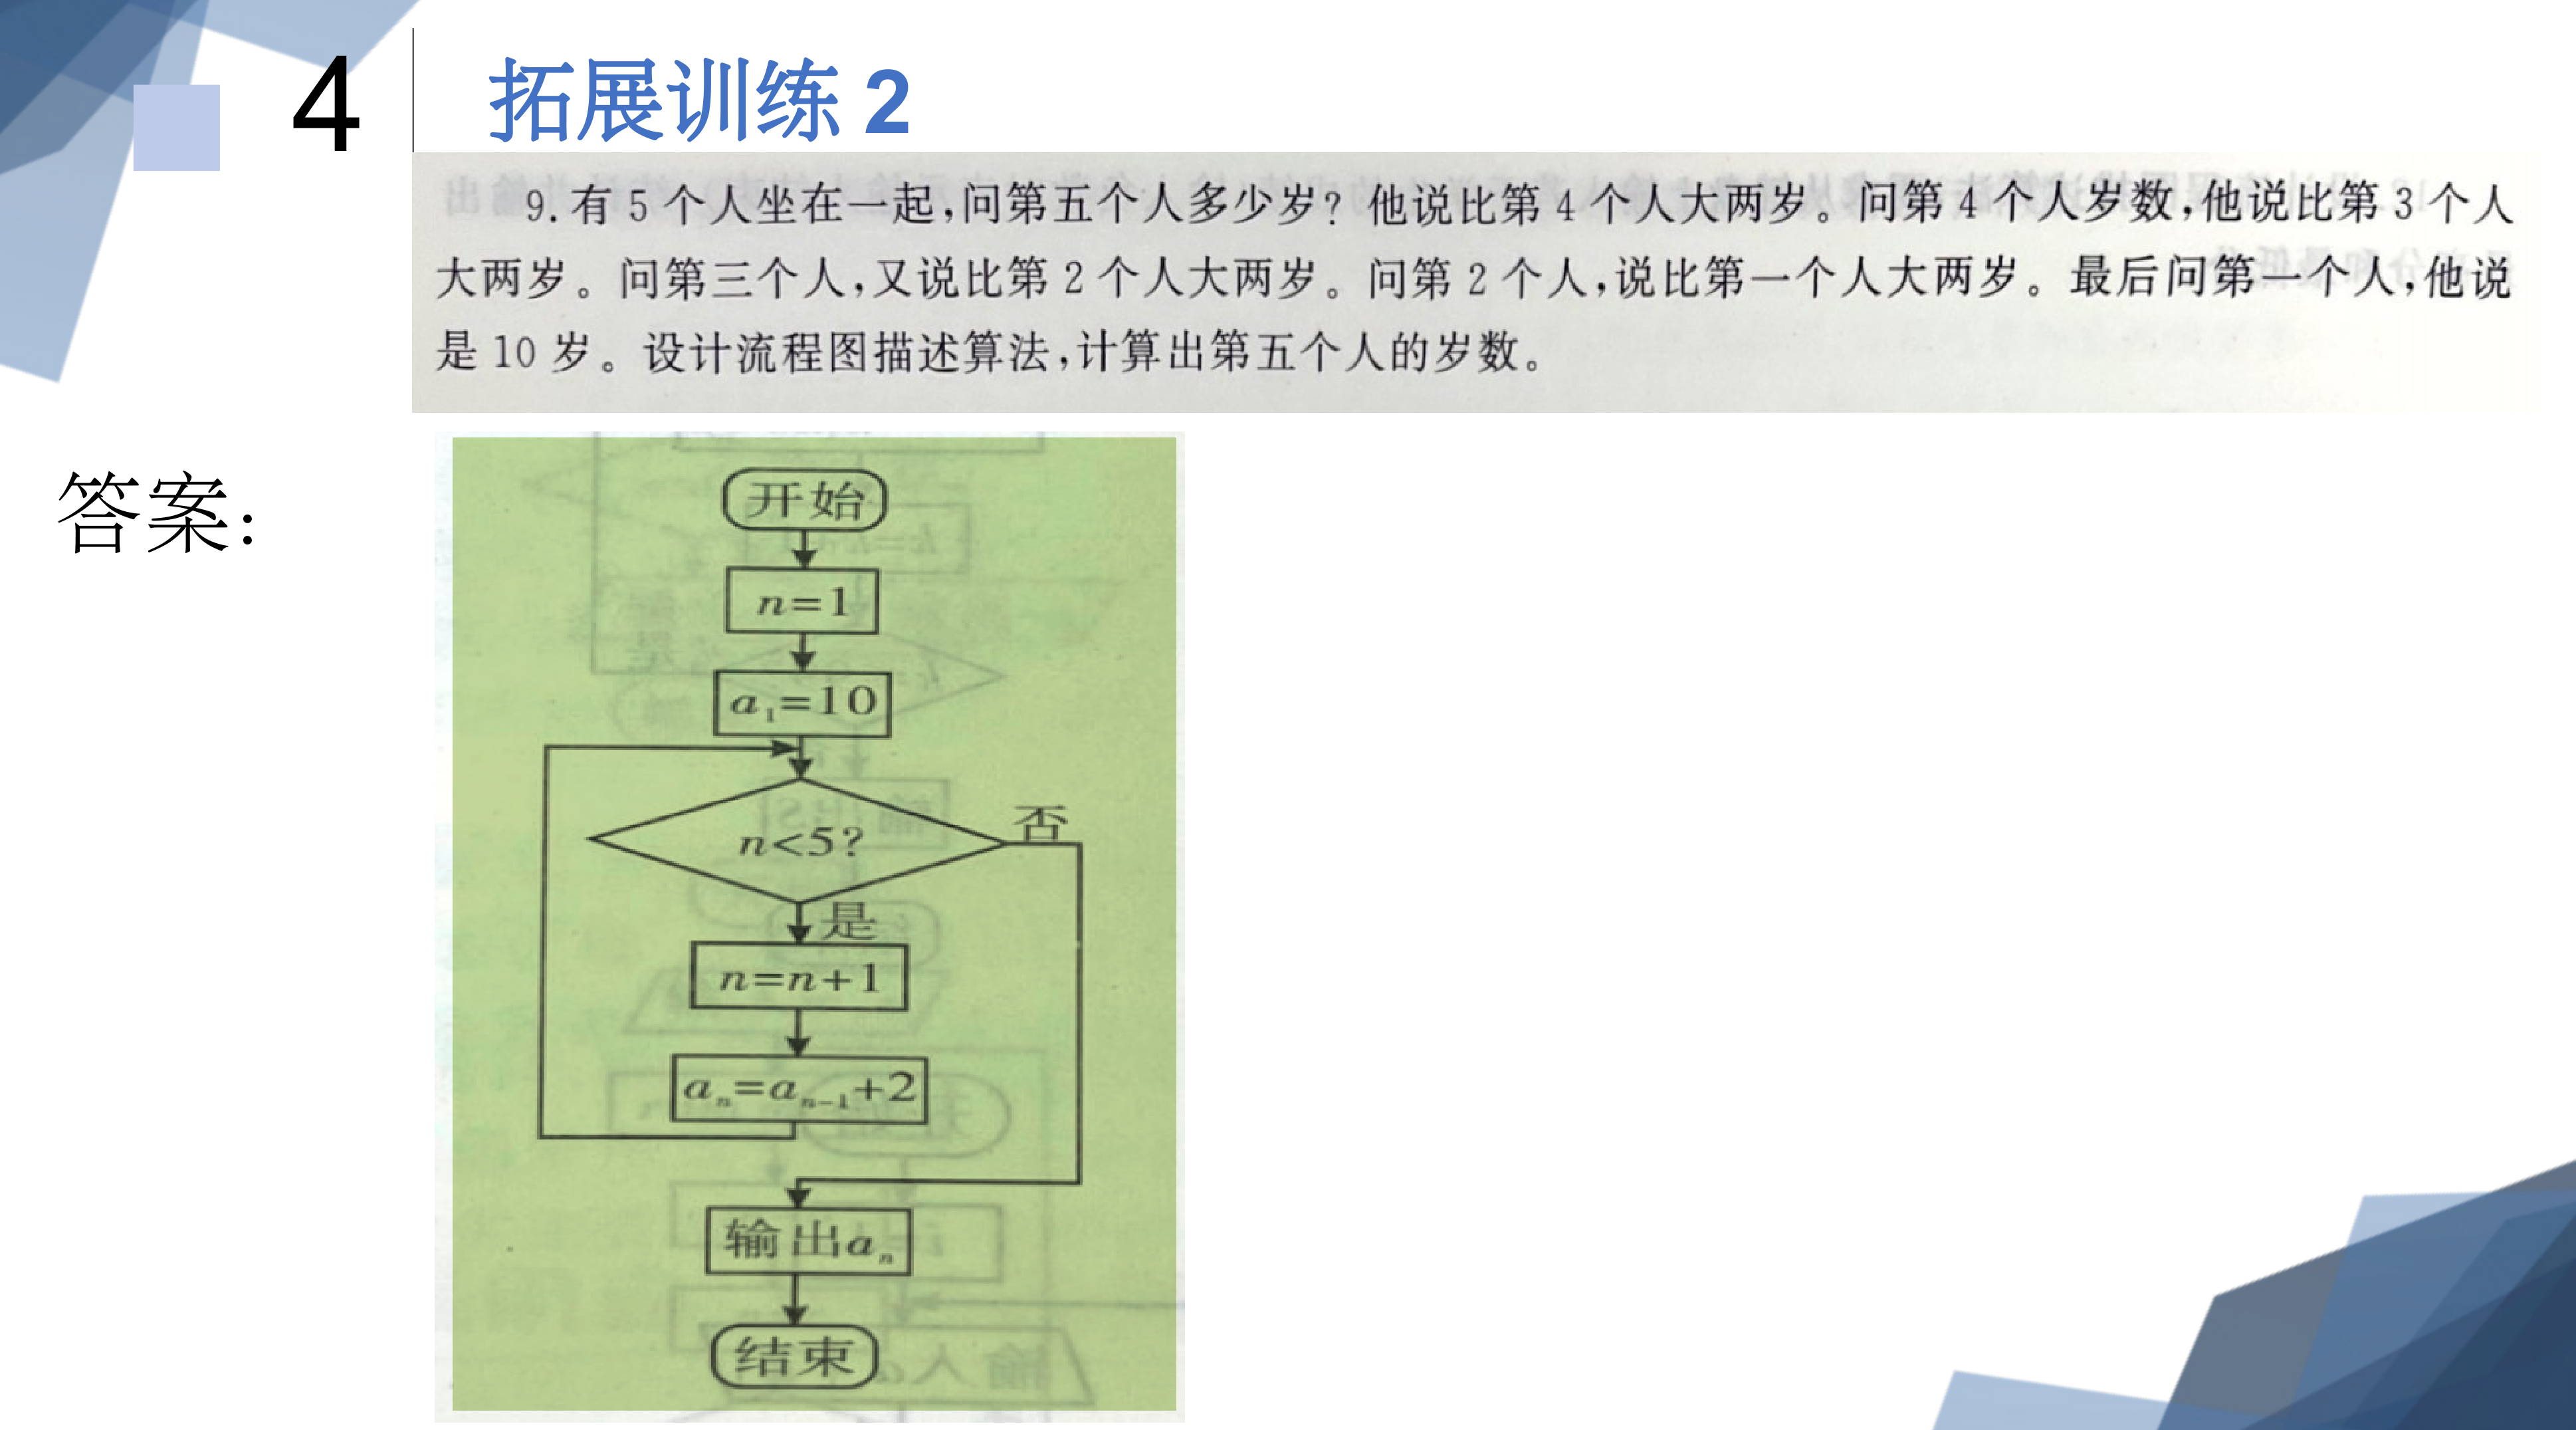 4
拓展训练 2
9. 有 5 个人坐在一起,问第五个人多少岁? 他说比第 4 个人大两岁。问第 4 个人岁数,他说比第 3 个人
大两岁。问第三个人,又说比第 2 个人大两岁。问第 2 个人,说比第一个人大两岁。最后问第一个人,他说
是 10 岁。设计流程图描述算法,计算出第五个人的岁数。
答案:
开始
n=1
a₁=10
n<5?
否
是
n=n+1
aₙ=aₙ₋₁+2
输出aₙ
结束